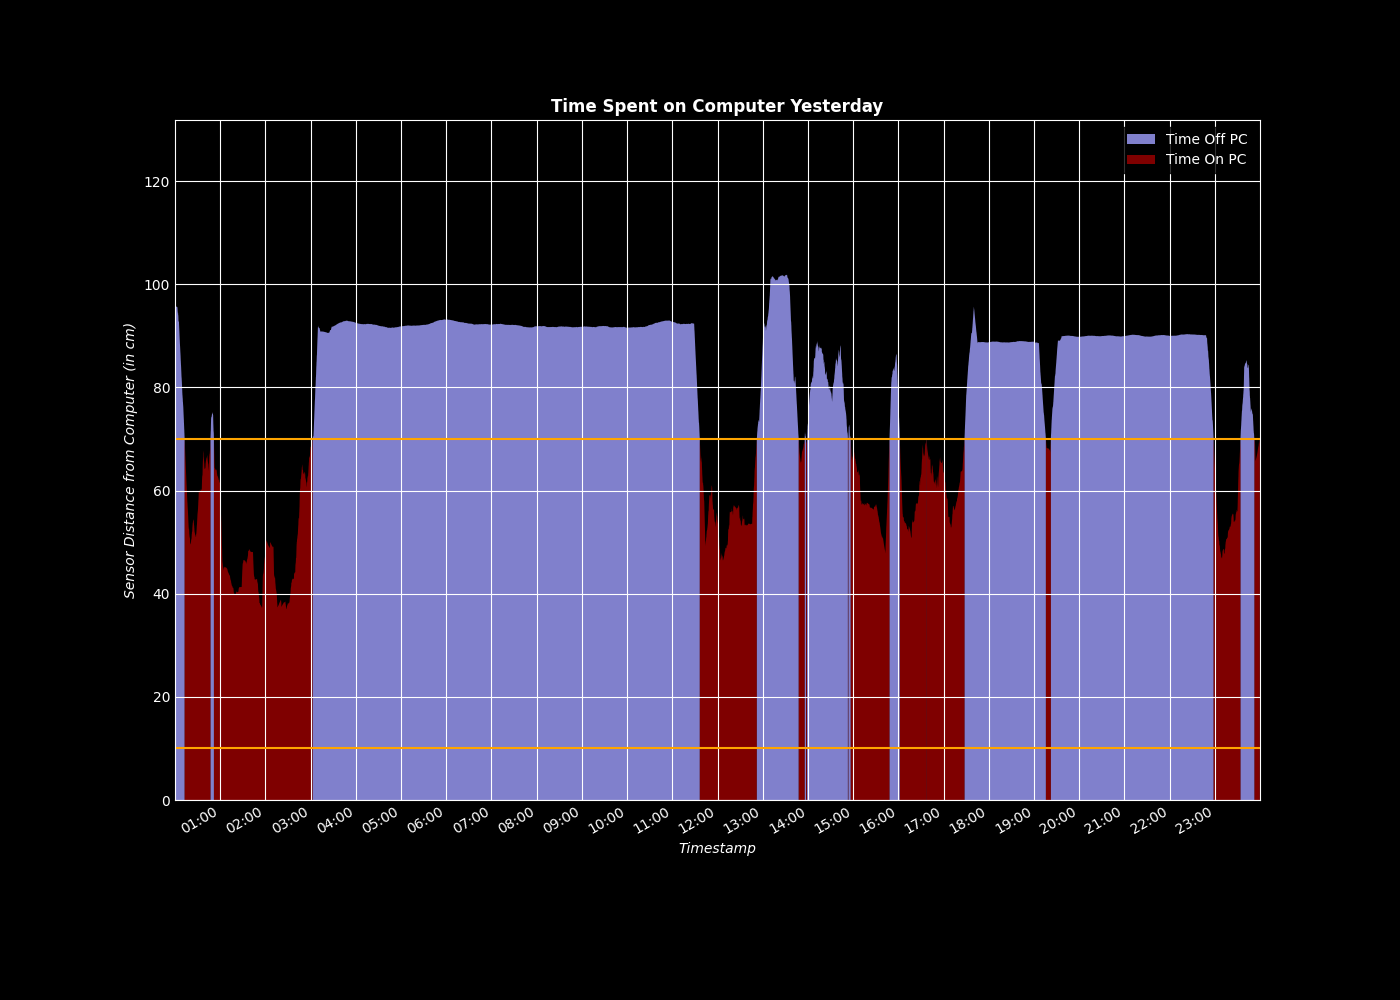 Time Spent on Computer Yesterday
Time Off PC
Time On PC
Sensor Distance from Computer (in cm)
120
100
80
60
40
20
0
01:00 02:00 03:00 04:00 05:00 06:00 07:00 08:00 09:00 10:00 11:00 12:00 13:00 14:00 15:00 16:00 17:00 18:00 19:00 20:00 21:00 22:00 23:00
Timestamp